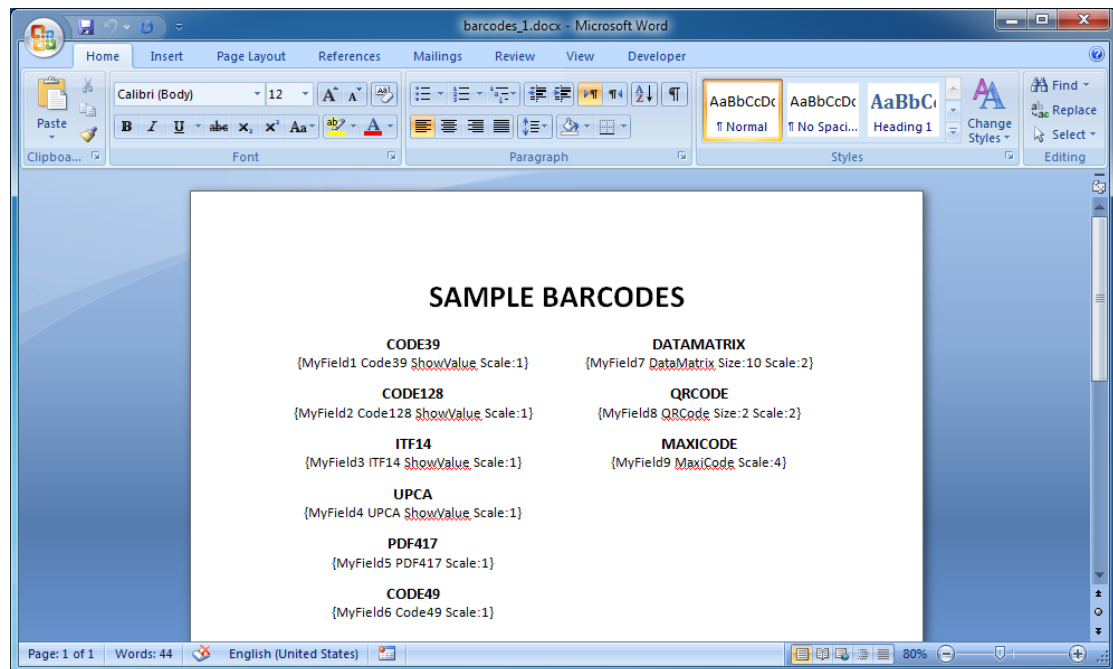 barcodes_1.docx - Microsoft Word
Home Insert Page Layout References Mailings Review View Developer
Paste
Calibri (Body) 12
AaBbCcDc AaBbCcDc AaBbC
¶ Normal ¶ No Spaci... Heading 1
Change Styles
Find
Replace
Select
Clipboa... Font Paragraph Styles Editing
SAMPLE BARCODES
CODE39
{MyField1 Code39 ShowValue Scale:1}
CODE128
{MyField2 Code128 ShowValue Scale:1}
ITF14
{MyField3 ITF14 ShowValue Scale:1}
UPCA
{MyField4 UPCA ShowValue Scale:1}
PDF417
{MyField5 PDF417 Scale:1}
CODE49
{MyField6 Code49 Scale:1}
DATAMATRIX
{MyField7 DataMatrix Size:10 Scale:2}
QRCODE
{MyField8 QRCode Size:2 Scale:2}
MAXICODE
{MyField9 MaxiCode Scale:4}
Page: 1 of 1 Words: 44 English (United States) 80%